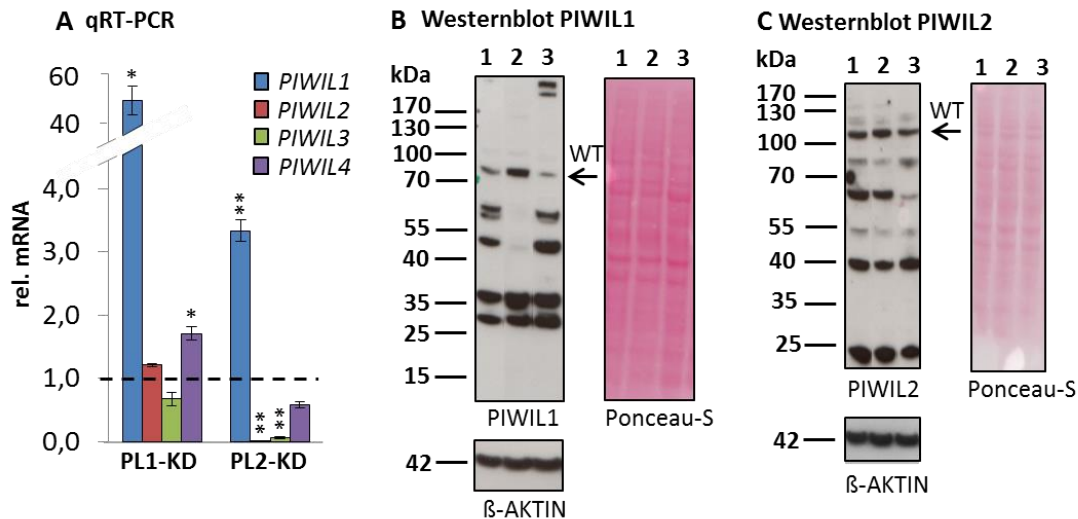 A qRT-PCR
60
40
4,0
3,0
2,0
1,0
0,0
rel. mRNA
*
**
*
**
**
PIWIL1
PIWIL2
PIWIL3
PIWIL4
PL1-KD PL2-KD
B Westernblot PIWIL1
1 2 3 1 2 3
kDa
170
130
100
70
55
40
35
25
15
WT
PIWIL1 Ponceau-S
42
ß-AKTIN
C Westernblot PIWIL2
kDa
1 2 3 1 2 3
170
130
100
70
55
40
35
25
WT
PIWIL2 Ponceau-S
42
ß-AKTIN